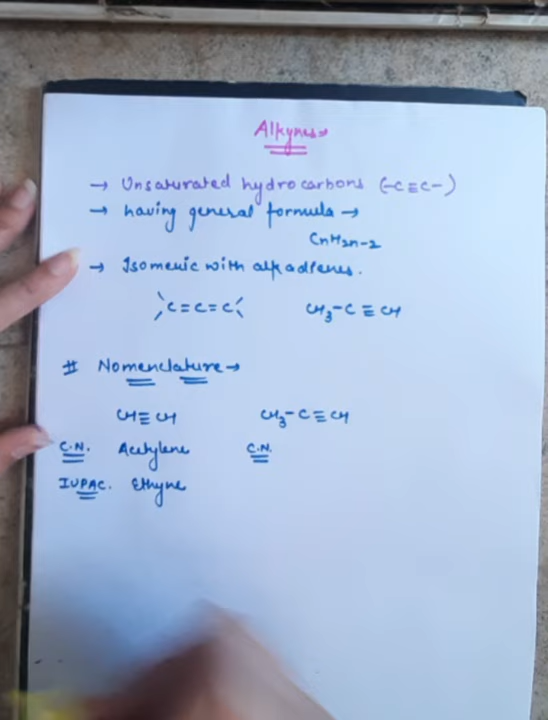 Alkynes
→ Unsaturated hydrocarbons (-C≡C-)
→ having general formula →
CnH2n-2
→ Isomeric with alkadienes.
C=C=C CH3-C≡CH
# Nomenclature →
CH≡CH CH3-C≡CH
C.N. Acetylene C.N.
IUPAC. Ethyne